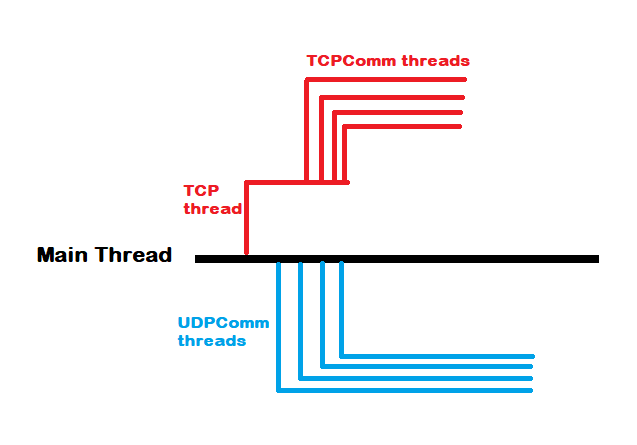 TCPComm threads
TCP
thread
Main Thread
UDPComm
threads